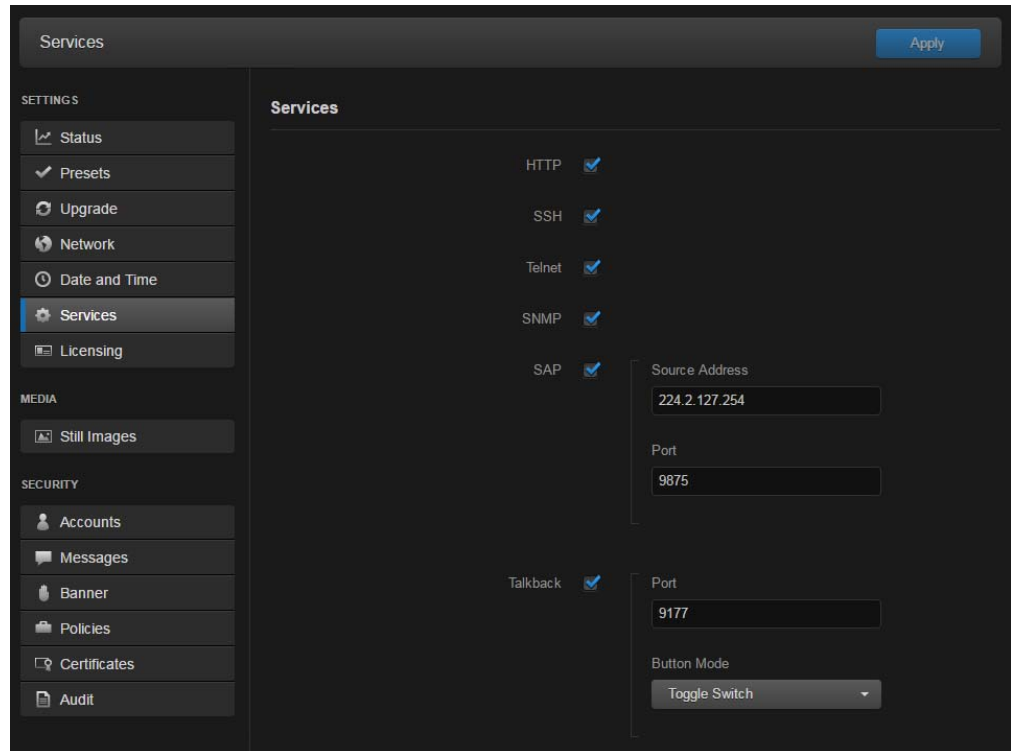 Services
Apply
SETTINGS
Status
Presets
Upgrade
Network
Date and Time
Services
Licensing
MEDIA
Still Images
SECURITY
Accounts
Messages
Banner
Policies
Certificates
Audit
Services
HTTP
SSH
Telnet
SNMP
SAP
Source Address
224.2.127.254
Port
9875
Talkback
Port
9177
Button Mode
Toggle Switch